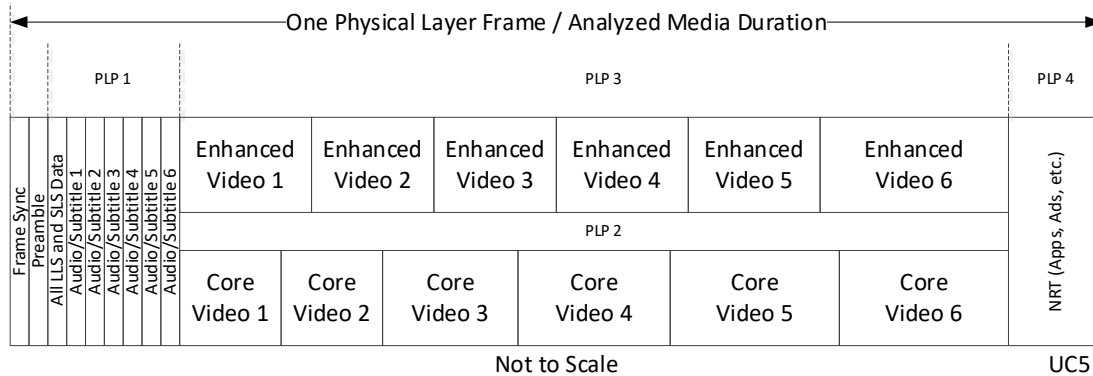 One Physical Layer Frame / Analyzed Media Duration
PLP 1
PLP 3
PLP 4
Frame Sync
Preamble
All LLS and SLS Data
Audio/Subtitle 1
Audio/Subtitle 2
Audio/Subtitle 3
Audio/Subtitle 4
Audio/Subtitle 5
Audio/Subtitle 6
Enhanced
Video 1
Enhanced
Video 2
Enhanced
Video 3
Enhanced
Video 4
Enhanced
Video 5
Enhanced
Video 6
PLP 2
Core
Video 1
Core
Video 2
Core
Video 3
Core
Video 4
Core
Video 5
Core
Video 6
NRT (Apps, Ads, etc.)
Not to Scale
UC5